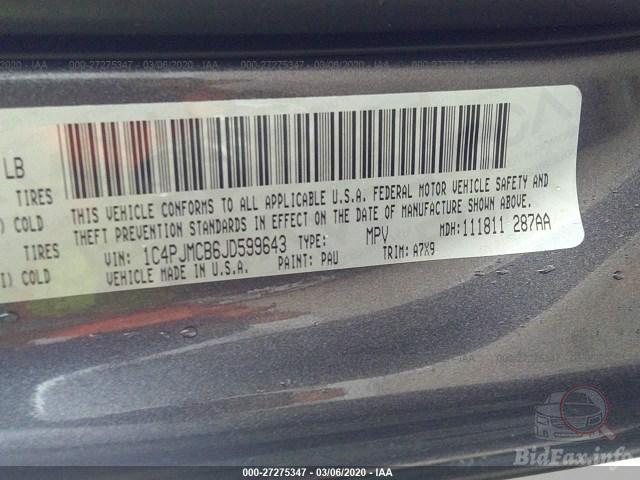 000-27275347 - 03/06/2020 - IAA
LB
TIRES
) COLD
TIRES
I) COLD
THIS VEHICLE CONFORMS TO ALL APPLICABLE U.S.A. FEDERAL MOTOR VEHICLE SAFETY AND
THEFT PREVENTION STANDARDS IN EFFECT ON THE DATE OF MANUFACTURE SHOWN ABOVE.
VIN: 1C4PJMCB6JD599643 TYPE: MPV MDH: 111811 287AA
VEHICLE MADE IN U.S.A. PAINT: PAU TRIM: A7X9
BidFax.info
000-27275347 - 03/06/2020 - IAA